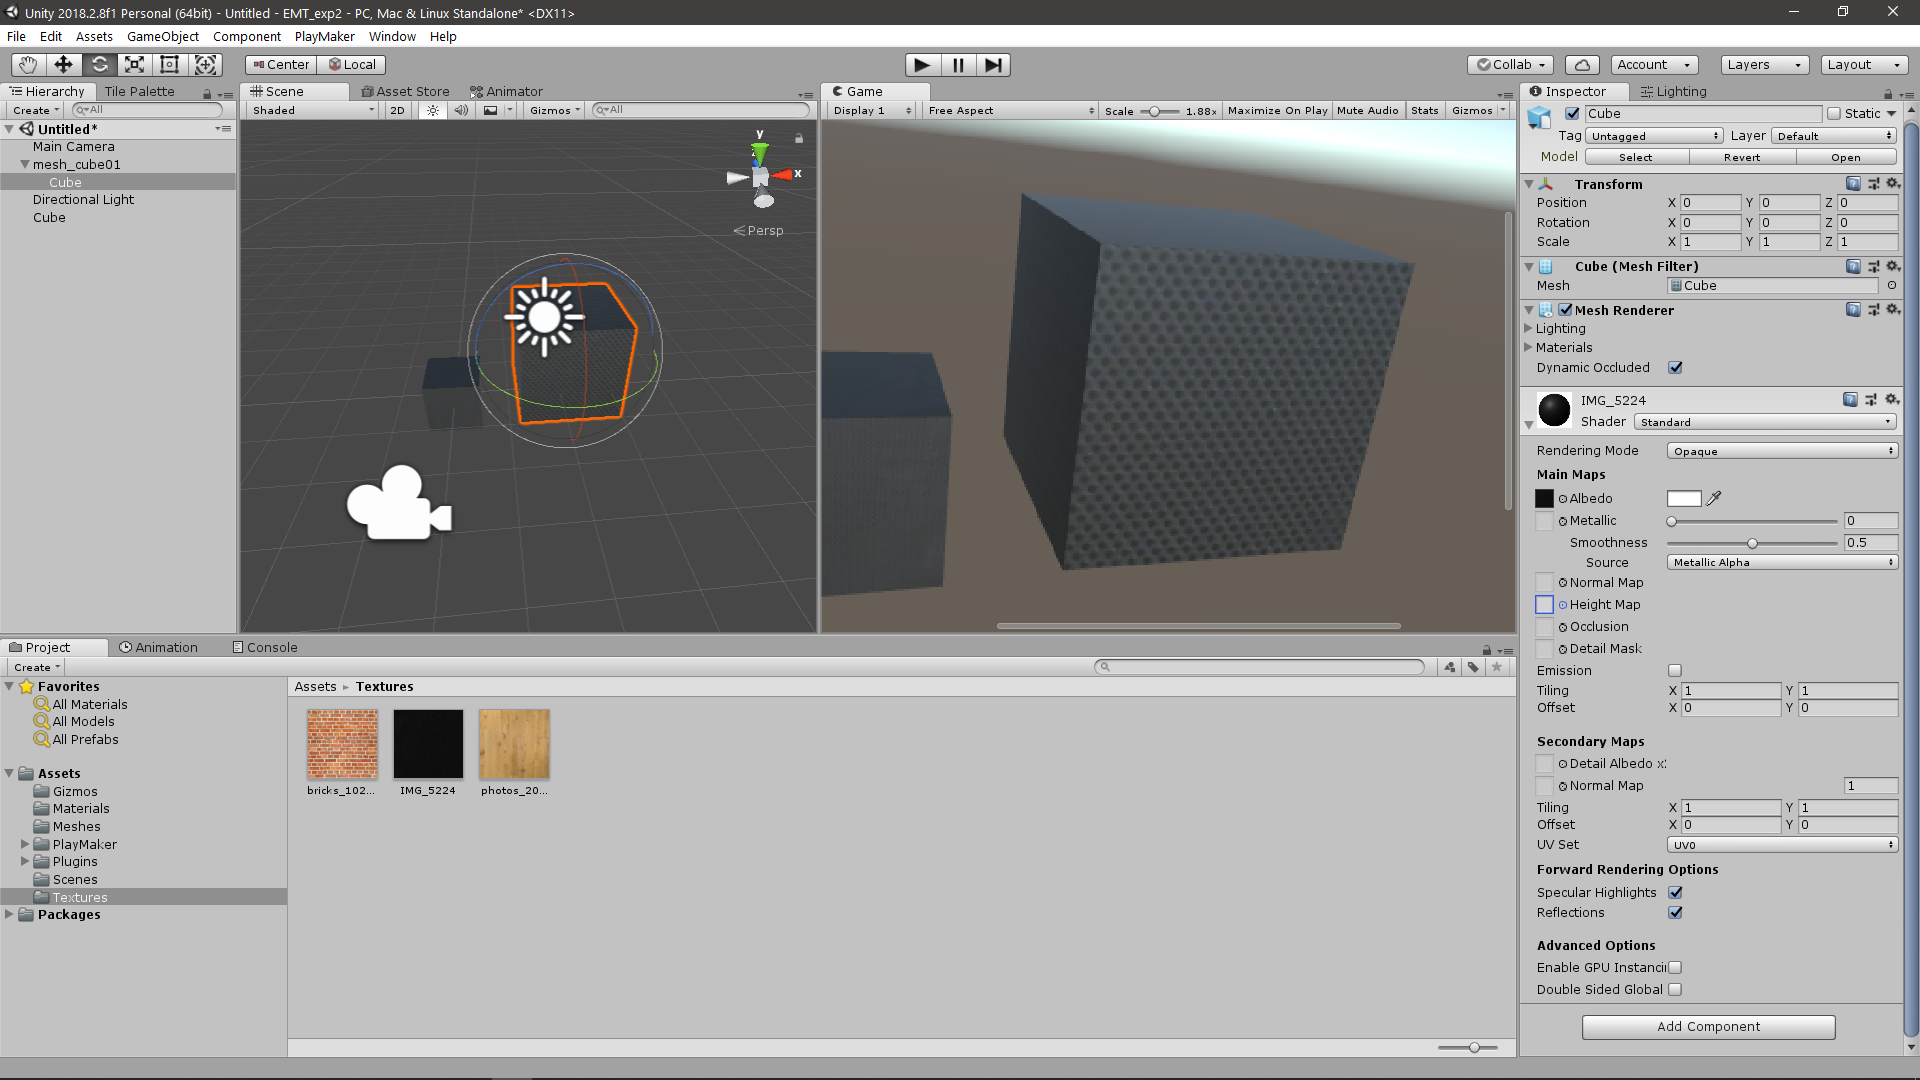 Unity 2018.2.8f1 Personal (64bit) - Untitled - EMT_exp2 - PC, Mac & Linux Standalone* <DX11>
File Edit Assets GameObject Component PlayMaker Window Help
Center Local
Collab Account Layers Layout
Hierarchy Tile Palette
Create All
Untitled*
Main Camera
mesh_cube01
Cube
Directional Light
Cube
Scene Asset Store Animator
Shaded 2D Gizmos All
y
x
Persp
Game
Display 1 Free Aspect Scale 1.88x Maximize On Play Mute Audio Stats Gizmos
Inspector Lighting
Cube Static
Tag Untagged Layer Default
Model Select Revert Open
Transform
Position X 0 Y 0 Z 0
Rotation X 0 Y 0 Z 0
Scale X 1 Y 1 Z 1
Cube (Mesh Filter)
Mesh Cube
Mesh Renderer
Lighting
Materials
Dynamic Occluded
IMG_5224
Shader Standard
Rendering Mode Opaque
Main Maps
Albedo
Metallic 0
Smoothness 0.5
Source Metallic Alpha
Normal Map
Height Map
Occlusion
Detail Mask
Emission
Tiling X 1 Y 1
Offset X 0 Y 0
Secondary Maps
Detail Albedo x
Normal Map 1
Tiling X 1 Y 1
Offset X 0 Y 0
UV Set UV0
Forward Rendering Options
Specular Highlights
Reflections
Advanced Options
Enable GPU Instanci
Double Sided Global
Add Component
Project Animation Console
Create
Favorites
All Materials
All Models
All Prefabs
Assets
Gizmos
Materials
Meshes
PlayMaker
Plugins
Scenes
Textures
Packages
Assets Textures
bricks_102... IMG_5224 photos_20...